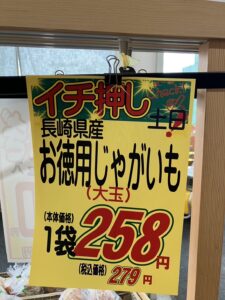 イチ押し
土日
長崎県産
お徳用じゃがいも
(大玉)
(本体価格)
1袋258円
(税込価格)279円